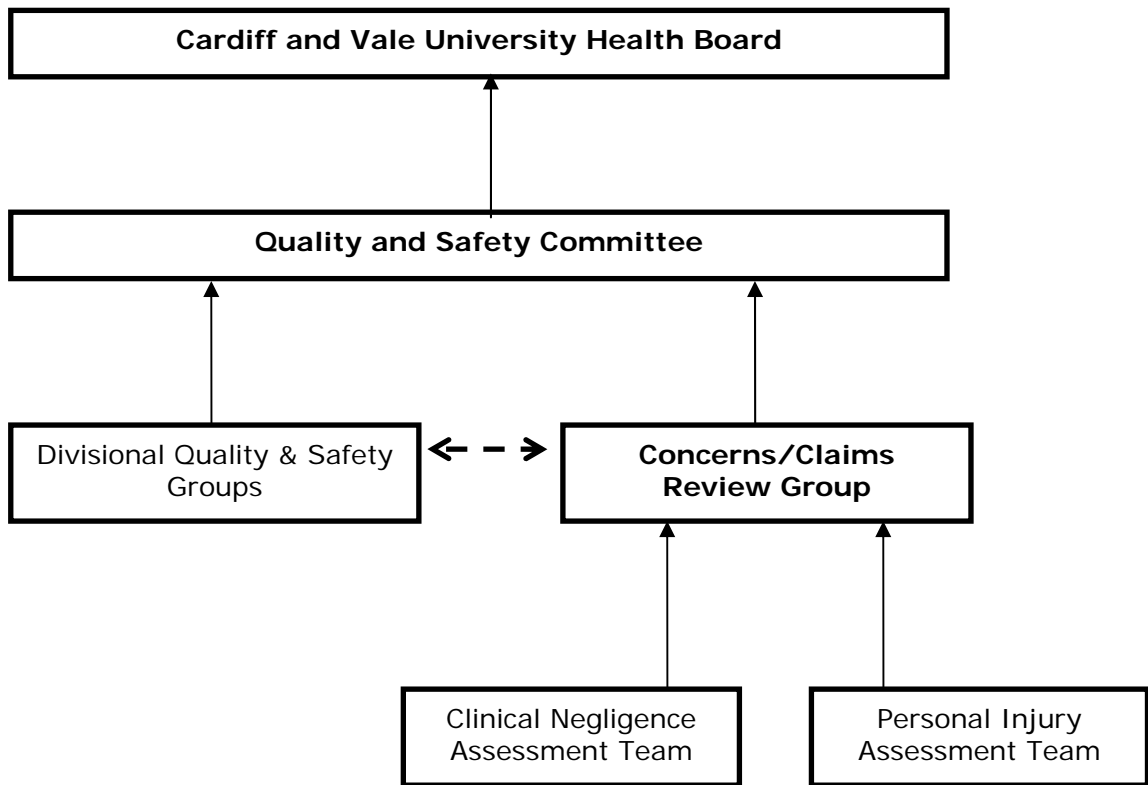 Cardiff and Vale University Health Board
Quality and Safety Committee
Divisional Quality & Safety
Groups
Concerns/Claims
Review Group
Clinical Negligence
Assessment Team
Personal Injury
Assessment Team